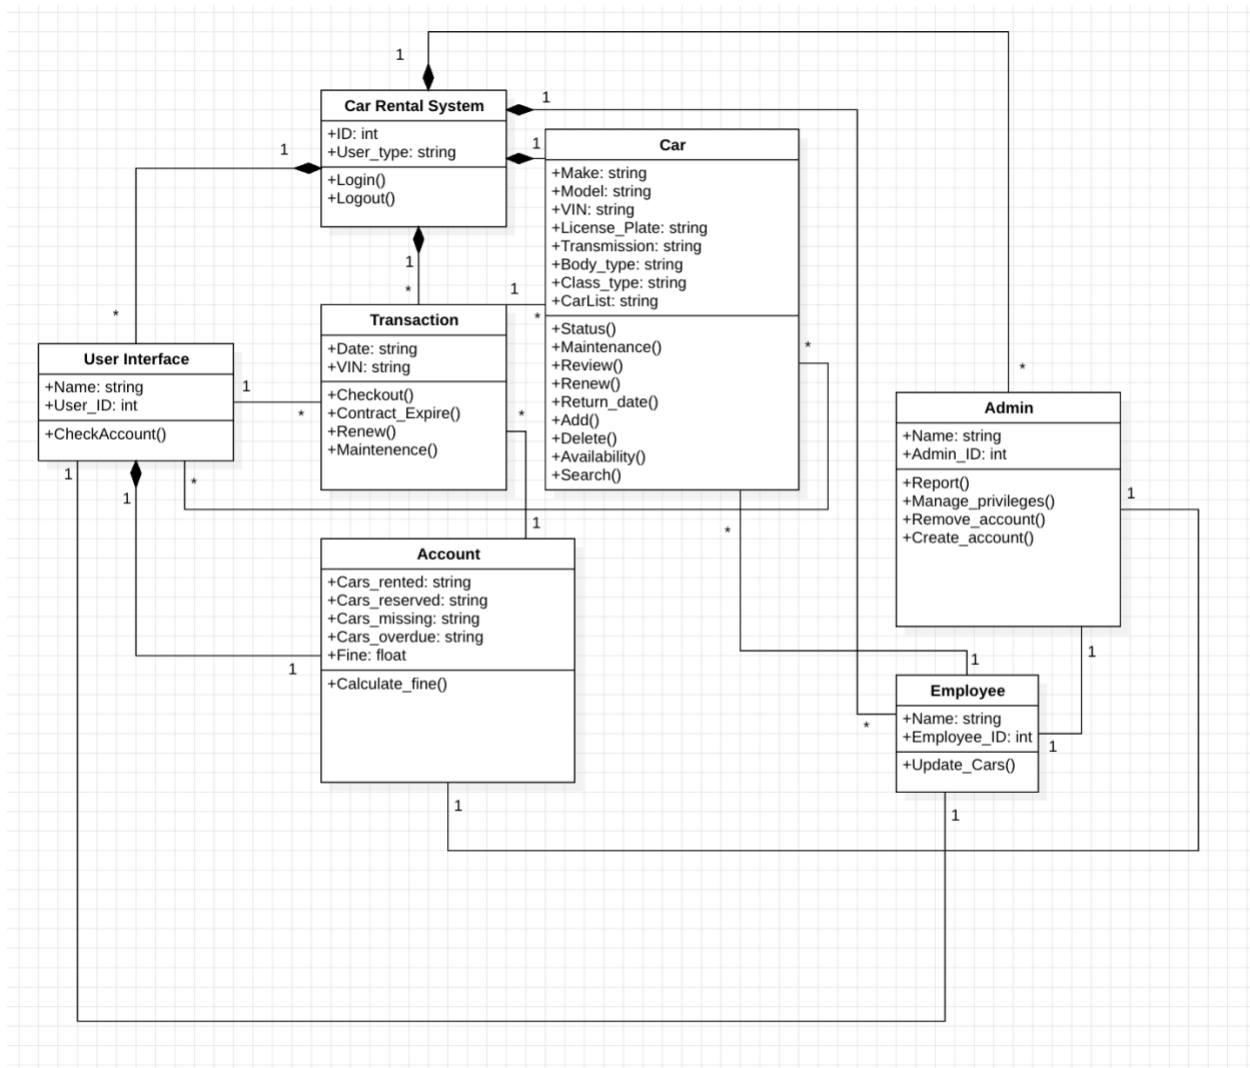 1
Car Rental System
+ID: int
+User_type: string
+Login()
+Logout()
1
1
1
1
*
*
Car
+Make: string
+Model: string
+VIN: string
+License_Plate: string
+Transmission: string
+Body_type: string
+Class_type: string
+CarList: string
+Status()
+Maintenance()
+Review()
+Renew()
+Return_date()
+Add()
+Delete()
+Availability()
+Search()
1
*
*
*
Transaction
+Date: string
+VIN: string
+Checkout()
+Contract_Expire()
+Renew()
+Maintenence()
*
User Interface
+Name: string
+User_ID: int
+CheckAccount()
1
*
1
1
*
*
Admin
+Name: string
+Admin_ID: int
+Report()
+Manage_privileges()
+Remove_account()
+Create_account()
1
1
1
Account
+Cars_rented: string
+Cars_reserved: string
+Cars_missing: string
+Cars_overdue: string
+Fine: float
+Calculate_fine()
1
1
1
Employee
+Name: string
+Employee_ID: int
+Update_Cars()
*
1
1